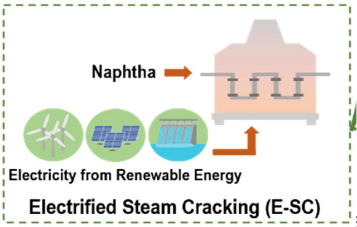 Naphtha
Electricity from Renewable Energy
Electrified Steam Cracking (E-SC)